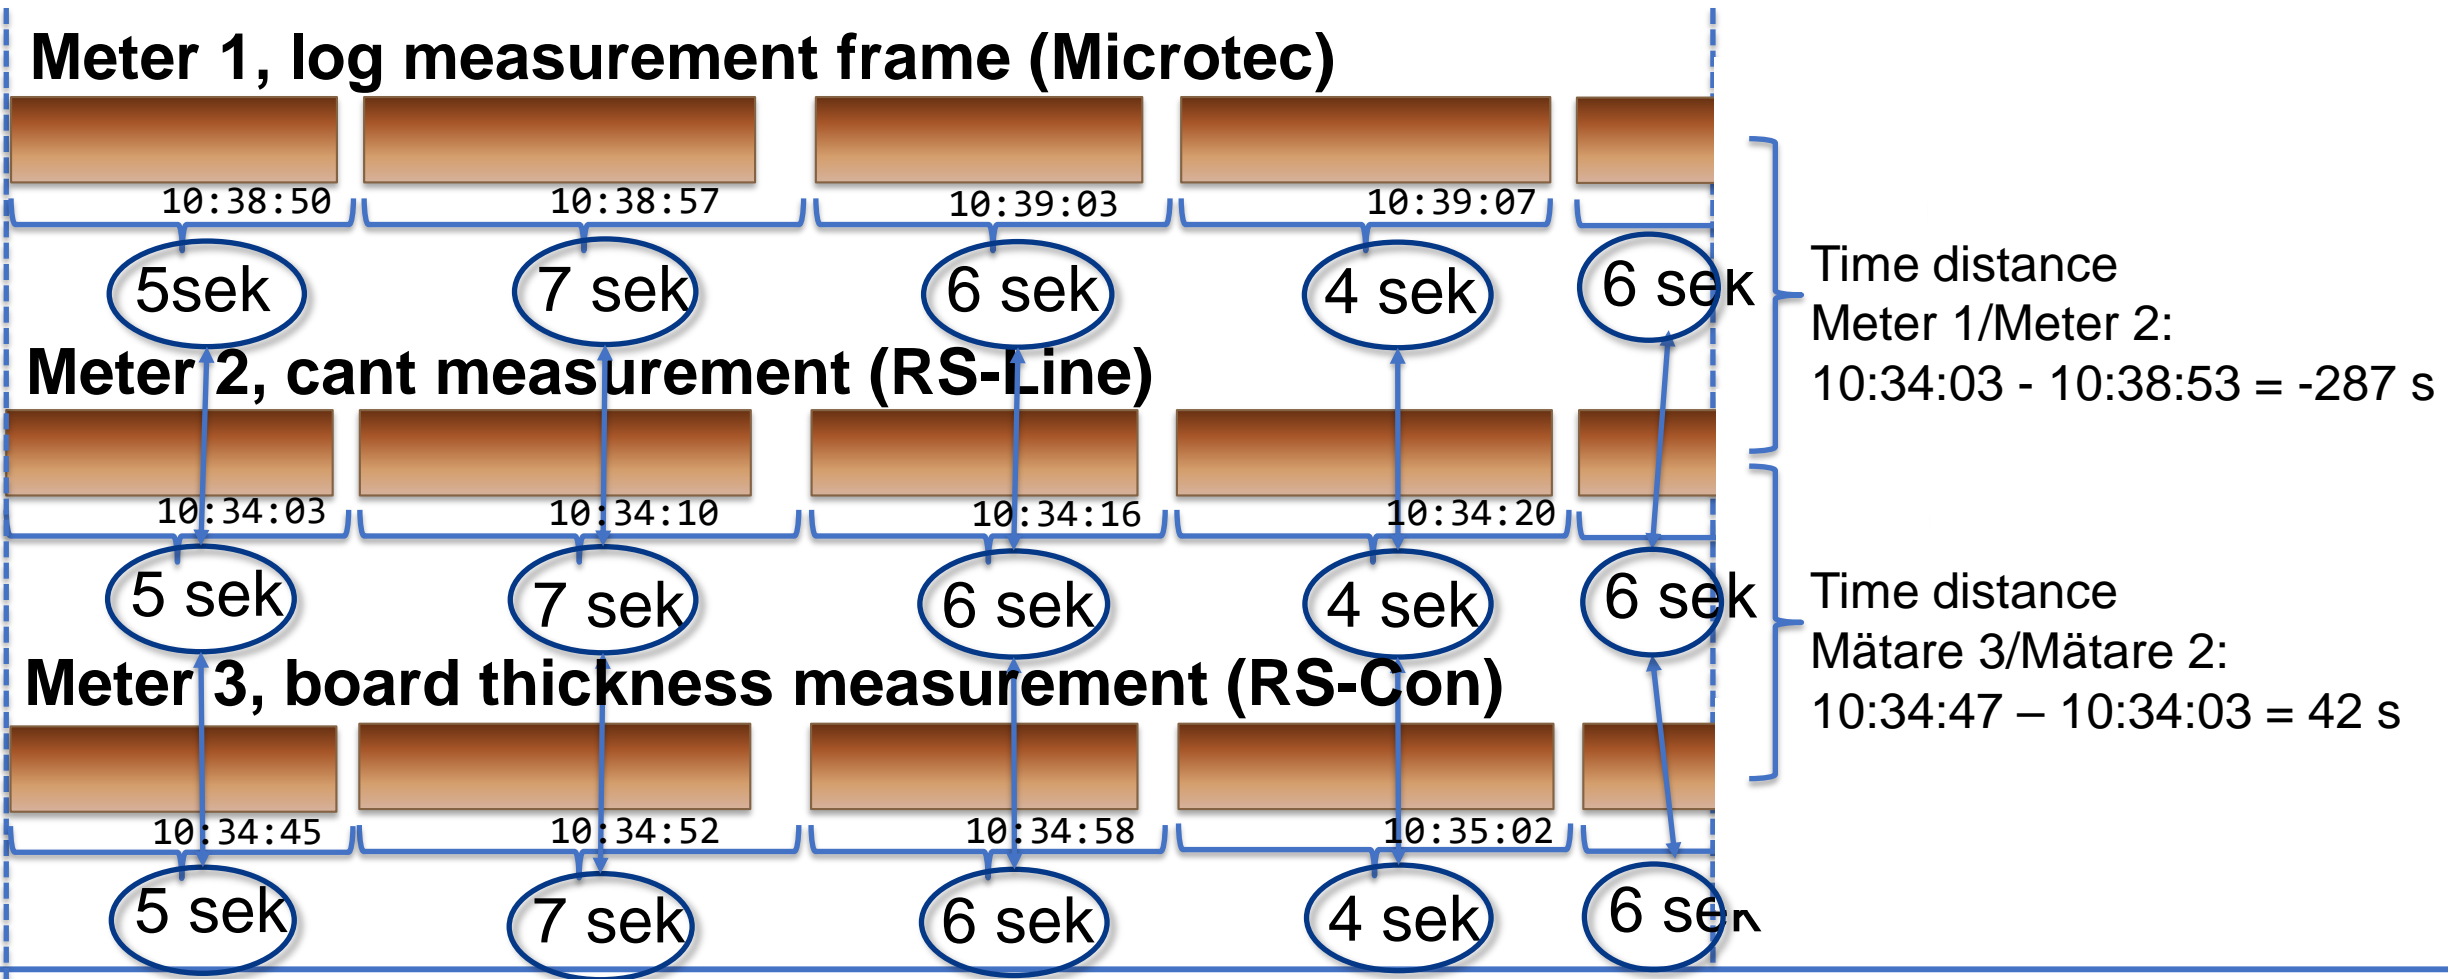 Meter 1, log measurement frame (Microtec)
10:38:50 10:38:57 10:39:03 10:39:07
5sek 7 sek 6 sek 4 sek 6 sek
Meter 2, cant measurement (RS-Line)
10:34:03 10:34:10 10:34:16 10:34:20
5 sek 7 sek 6 sek 4 sek 6 sek
Meter 3, board thickness measurement (RS-Con)
10:34:45 10:34:52 10:34:58 10:35:02
5 sek 7 sek 6 sek 4 sek 6 sek
Time distance
Meter 1/Meter 2:
10:34:03 - 10:38:53 = -287 s
Time distance
Mätare 3/Mätare 2:
10:34:47 – 10:34:03 = 42 s